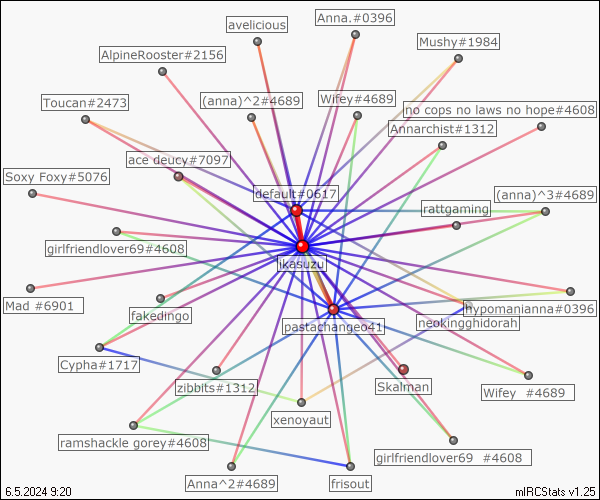 avelicious
Anna.#0396
Mushy#1984
AlpineRooster#2156
Toucan#2473
(anna)^2#4689
Wifey#4689
no cops no laws no hope#4608
Annarchist#1312
ace deucy#7097
Soxy Foxy#5076
default#0617
(anna)^3#4689
rattgaming
girlfriendlover69#4608
jikasuzu
Mad #6901
fakedingo
hypomanianna#0396
pastachangeo41
neokingghidorah
Cypha#1717
zibbits#1312
Skalman
Wifey  #4689
xenoyaut
ramshackle gorey#4608
girlfriendlover69  #4608
Anna^2#4689
frisout
6.5.2024 9:20
mIRCStats v1.25